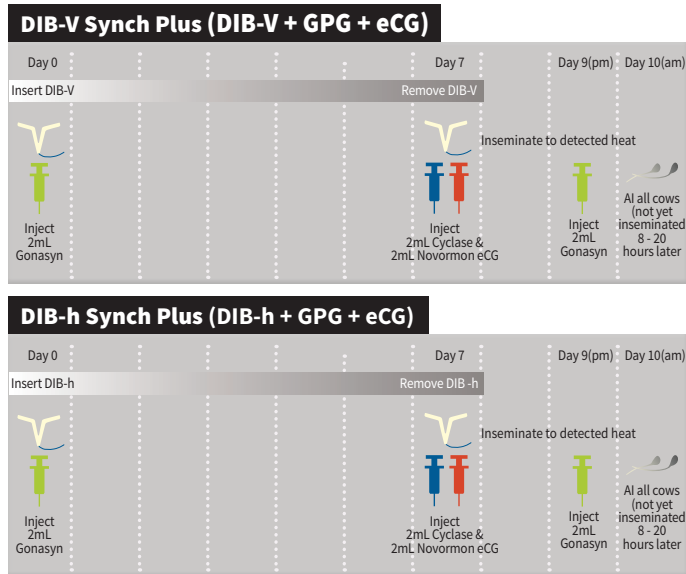 DIB-V Synch Plus (DIB-V + GPG + eCG)
Day 0
Day 7
Day 9(pm)
Day 10(am)
Insert DIB-V
Remove DIB-V
Inseminate to detected heat
Inject
2mL
Gonasyn
Inject
2mL Cyclase &
2mL Novormon eCG
Inject
2mL
Gonasyn
AI all cows
(not yet
inseminated
8 - 20
hours later
DIB-h Synch Plus (DIB-h + GPG + eCG)
Day 0
Day 7
Day 9(pm)
Day 10(am)
Insert DIB-h
Remove DIB -h
Inseminate to detected heat
Inject
2mL
Gonasyn
Inject
2mL Cyclase &
2mL Novormon eCG
Inject
2mL
Gonasyn
AI all cows
(not yet
inseminated
8 - 20
hours later